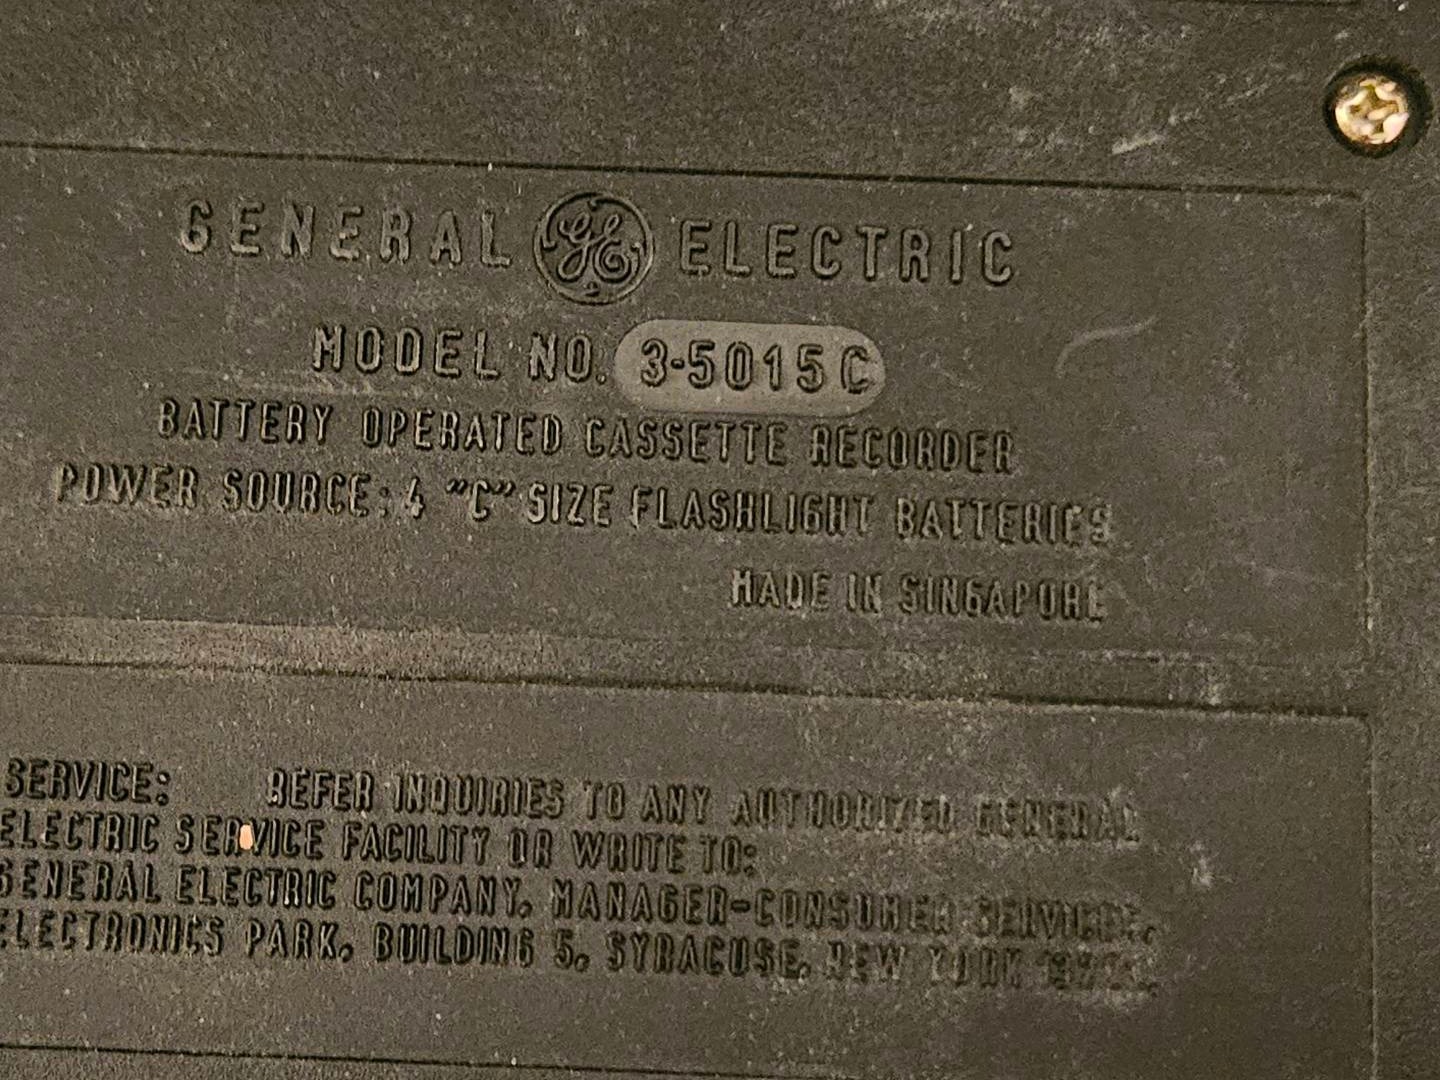 GENERAL GE ELECTRIC
MODEL NO. 3-5015C
BATTERY OPERATED CASSETTE RECORDER
POWER SOURCE: 4 "C" SIZE FLASHLIGHT BATTERIES
MADE IN SINGAPORE
SERVICE: REFER INQUIRIES TO ANY AUTHORIZED GENERAL
ELECTRIC SERVICE FACILITY OR WRITE TO:
GENERAL ELECTRIC COMPANY, MANAGER-CONSUMER SERVICES,
ELECTRONICS PARK, BUILDING 5, SYRACUSE, NEW YORK